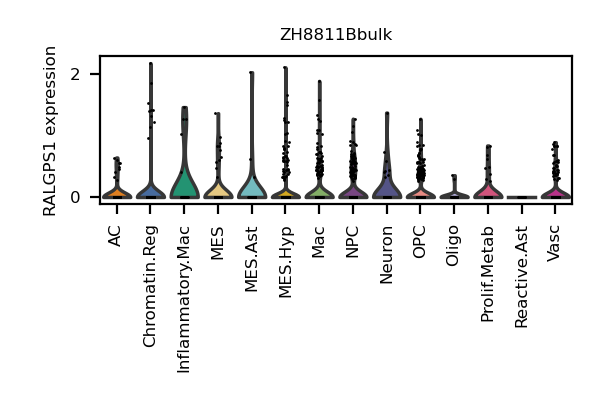 ZH8811Bbulk
RALGPS1 expression
2
0
AC
Chromatin.Reg
Inflammatory.Mac
MES
MES.Ast
MES.Hyp
Mac
NPC
Neuron
OPC
Oligo
Prolif.Metab
Reactive.Ast
Vasc